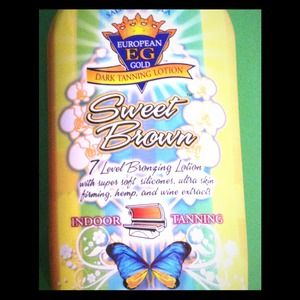 EUROPEAN
EG
GOLD
DARK TANNING LOTION
Sweet
Brown
7 Level Bronzing Lotion
with super soft silicones, ultra skin
firming, hemp, and wine extracts
INDOOR TANNING